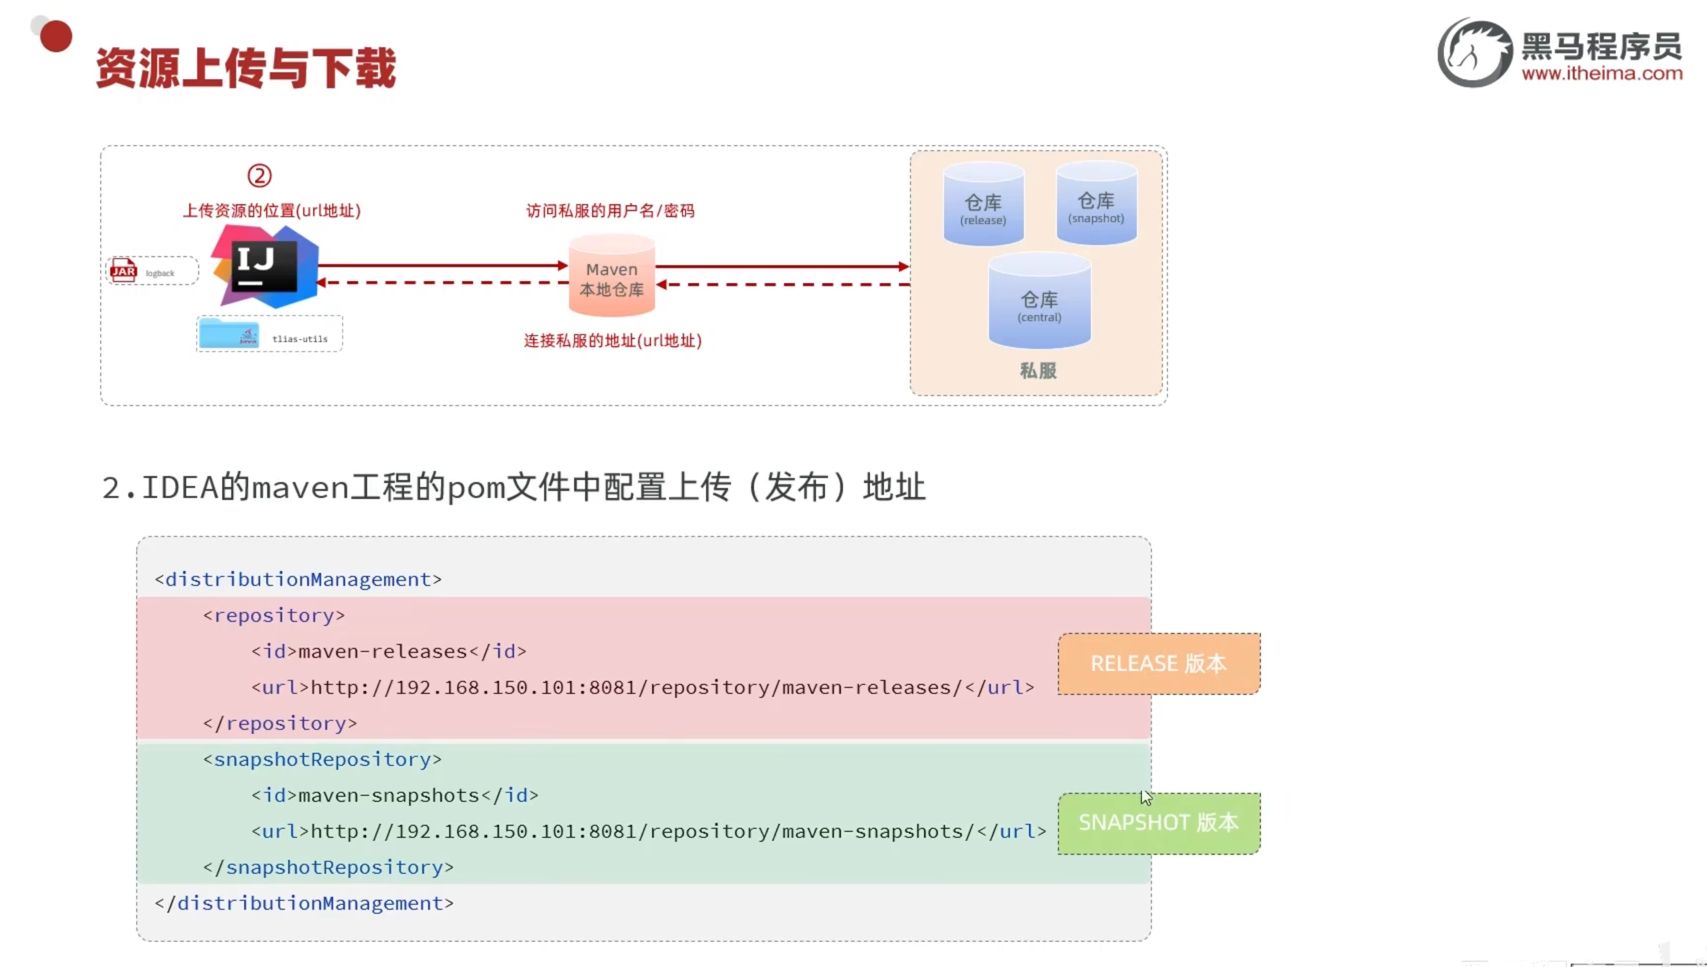 资源上传与下载
黑马程序员
www.itheima.com
②
上传资源的位置(url地址)
JAR
logback
IJ
tlias-utils
访问私服的用户名/密码
Maven
本地仓库
连接私服的地址(url地址)
仓库
(release)
仓库
(snapshot)
仓库
(central)
私服
2.IDEA的maven工程的pom文件中配置上传（发布）地址
<distributionManagement>
<repository>
<id>maven-releases</id>
<url>http://192.168.150.101:8081/repository/maven-releases/</url>
</repository>
RELEASE 版本
<snapshotRepository>
<id>maven-snapshots</id>
<url>http://192.168.150.101:8081/repository/maven-snapshots/</url>
</snapshotRepository>
SNAPSHOT 版本
</distributionManagement>